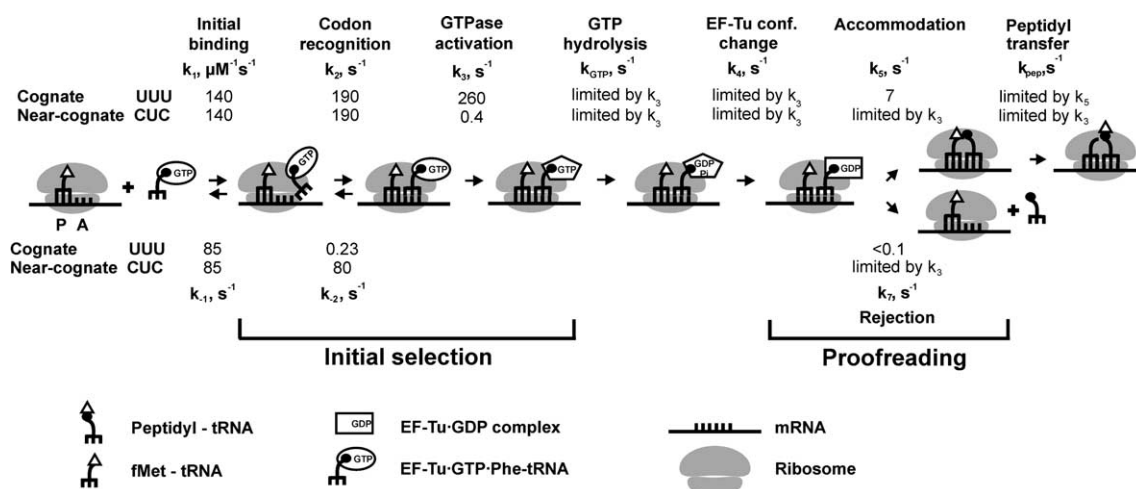 Initial binding Codon recognition GTPase activation GTP hydrolysis EF-Tu conf. change Accommodation Peptidyl transfer
k₁, µM⁻¹s⁻¹ k₂, s⁻¹ k₃, s⁻¹ k_GTP, s⁻¹ k₄, s⁻¹ k₅, s⁻¹ k_pep,s⁻¹
Cognate UUU 140 190 260 limited by k₃ limited by k₃ 7 limited by k₅
Near-cognate CUC 140 190 0.4 limited by k₃ limited by k₃ limited by k₃ limited by k₃
GTP GTP GTP GTP GDP Pi GDP
+
+
P A
Cognate UUU 85 0.23 <0.1
Near-cognate CUC 85 80 limited by k₃
k₋₁, s⁻¹ k₋₂, s⁻¹ k₇, s⁻¹
Rejection
Initial selection Proofreading
Peptidyl - tRNA GDP EF-Tu·GDP complex mRNA
fMet - tRNA GTP EF-Tu·GTP·Phe-tRNA Ribosome